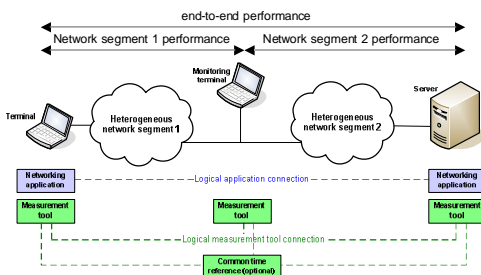 end-to-end performance
Network segment 1 performance
Network segment 2 performance
Monitoring
terminal
Server
Terminal
Heterogeneous
network segment 1
Heterogeneous
network segment 2
Networking
application
Logical application connection
Networking
application
Measurement
tool
Measurement
tool
Measurement
tool
Logical measurement tool connection
Common time
reference(optional)